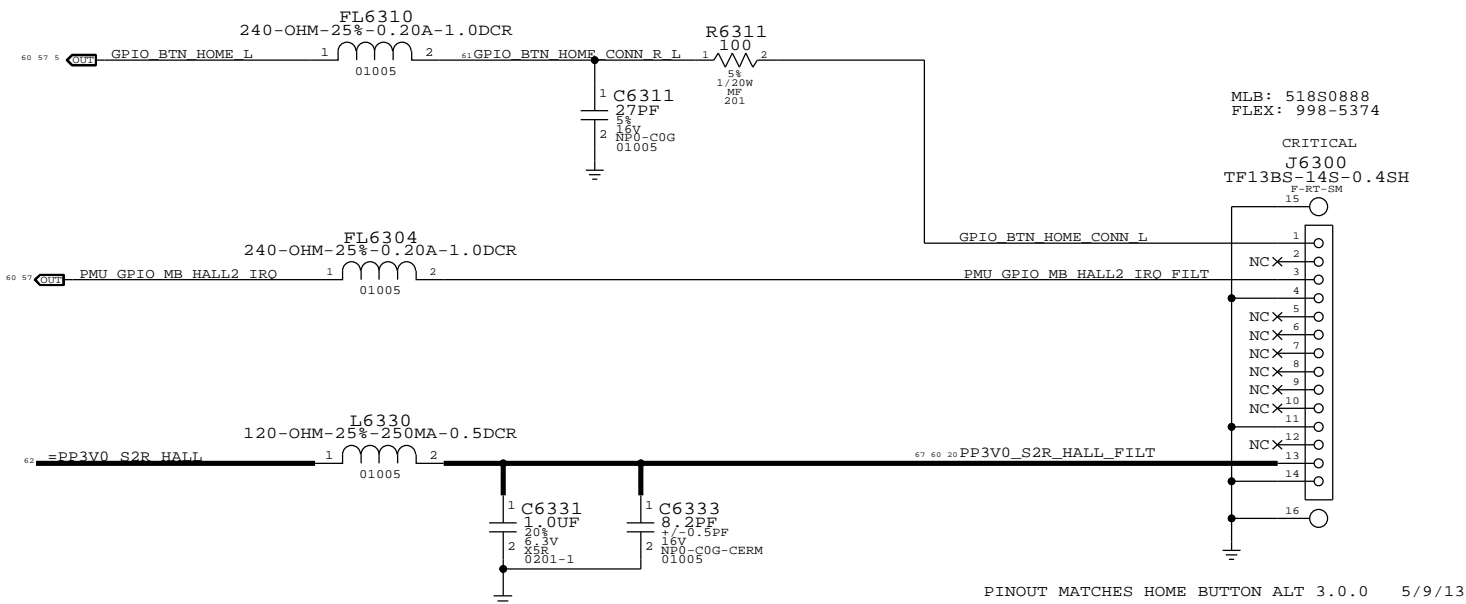 FL6310
240-OHM-25%-0.20A-1.0DCR
60 57 5 OUT GPIO_BTN_HOME_L 1 2 61 GPIO_BTN_HOME_CONN_R_L
01005
R6311
100
1 2
5%
1/20W
MF
201
1 C6311
27PF
5%
16V
2 NP0-C0G
01005
MLB: 518S0888
FLEX: 998-5374
CRITICAL
J6300
TF13BS-14S-0.4SH
F-RT-SM
15
GPIO_BTN_HOME_CONN_L 1
NC 2
FL6304
240-OHM-25%-0.20A-1.0DCR
60 57 OUT PMU_GPIO_MB_HALL2_IRQ 1 2 PMU_GPIO_MB_HALL2_IRQ_FILT 3
01005
4
NC 5
NC 6
NC 7
NC 8
NC 9
NC 10
11
NC 12
L6330
120-OHM-25%-250MA-0.5DCR
62 =PP3V0_S2R_HALL 1 2 67 60 20 PP3V0_S2R_HALL_FILT 13
01005
14
16
1 C6331
1.0UF
20%
6.3V
2 X5R
0201-1
1 C6333
8.2PF
+/-0.5PF
16V
2 NP0-C0G-CERM
01005
PINOUT MATCHES HOME BUTTON ALT 3.0.0 5/9/13